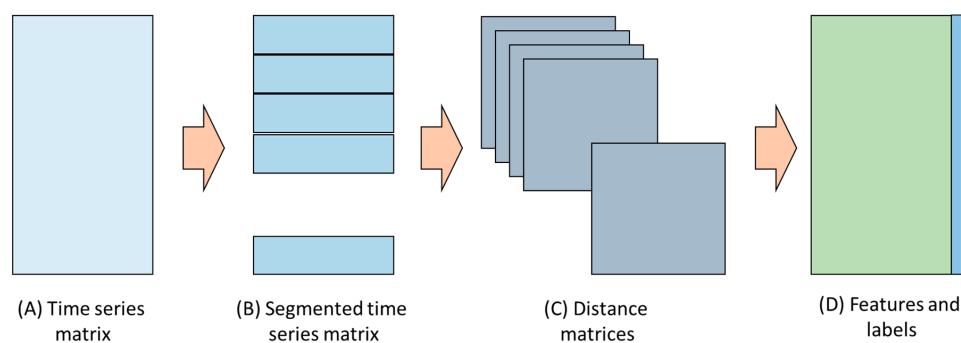 (A) Time series
matrix
(B) Segmented time
series matrix
(C) Distance
matrices
(D) Features and
labels